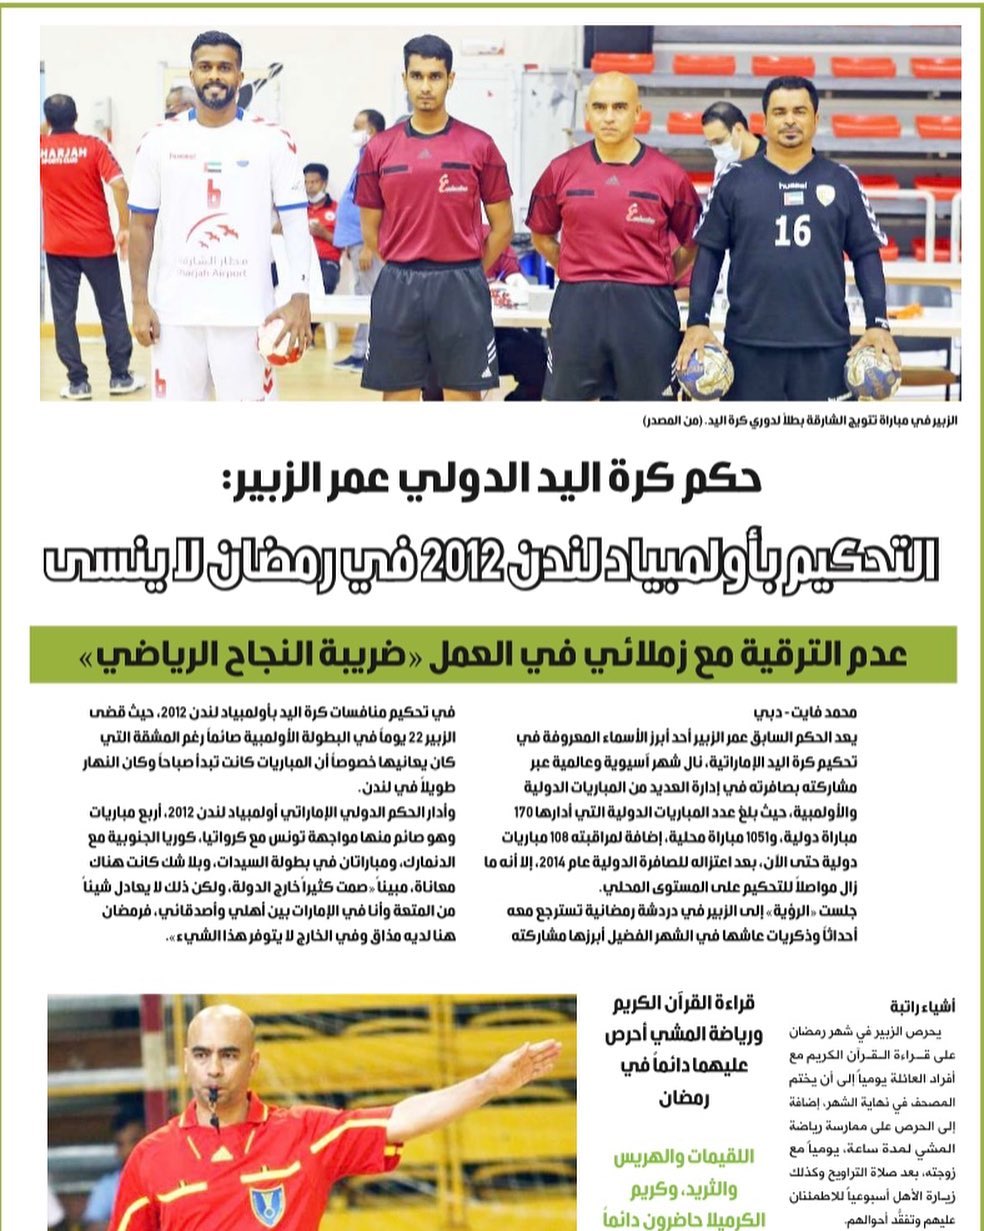 HARJAH
SPORTS CLUB
hummel
مطار الشارقة
harjah Airport
Emirates
Emirates
hummel
16
الزبير في مباراة تتويج الشارقة بطلاً لدوري كرة اليد. (من المصدر)
حكم كرة اليد الدولي عمر الزبير:
التحكيم بأولمبياد لندن 2012 في رمضان لا ينسى
عدم الترقية مع زملائي في العمل «ضريبة النجاح الرياضي»
محمد فايت - دبي
يعد الحكم السابق عمر الزبير أحد أبرز الأسماء المعروفة في
تحكيم كرة اليد الإماراتية، نال شهر آسيوية وعالمية عبر
مشاركته بصافرته في إدارة العديد من المباريات الدولية
والأولمبية، حيث بلغ عدد المباريات الدولية التي أدارها 170
مباراة دولية، و1051 مباراة محلية، إضافة لمراقبته 108 مباريات
دولية حتى الآن، بعد اعتزاله للصافرة الدولية عام 2014، إلا أنه ما
زال مواصلاً للتحكيم على المستوى المحلي.
جلست «الرؤية» إلى الزبير في دردشة رمضانية تسترجع معه
أحداثاً وذكريات عاشها في الشهر الفضيل أبرزها مشاركته
في تحكيم منافسات كرة اليد بأولمبياد لندن 2012، حيث قضى
الزبير 22 يوماً في البطولة الأولمبية صائماً رغم المشقة التي
كان يعانيها خصوصاً أن المباريات كانت تبدأ صباحاً وكان النهار
طويلاً في لندن.
وأدار الحكم الدولي الإماراتي أولمبياد لندن 2012، أربع مباريات
وهو صائم منها مواجهة تونس مع كرواتيا، كوريا الجنوبية مع
الدنمارك، ومباراتان في بطولة السيدات، وبلا شك كانت هناك
معاناة، مبيناً «صمت كثيراً خارج الدولة، ولكن ذلك لا يعادل شيئاً
من المتعة وأنا في الإمارات بين أهلي وأصدقائي، فرمضان
هنا لديه مذاق وفي الخارج لا يتوفر هذا الشيء».
أشياء راتبة
يحرص الزبير في شهر رمضان
على قراءة القرآن الكريم مع
أفراد العائلة يومياً إلى أن يختم
المصحف في نهاية الشهر، إضافة
إلى الحرص على ممارسة رياضة
المشي لمدة ساعة، يومياً مع
زوجته، بعد صلاة التراويح وكذلك
زيارة الأهل أسبوعياً للاطمئنان
عليهم وتفقُّد أحوالهم.
قراءة القرآن الكريم
ورياضة المشي أحرص
عليهما دائماً في
رمضان
اللقيمات والهريس
والثريد، وكريم
الكرميلا حاضرون دائماً